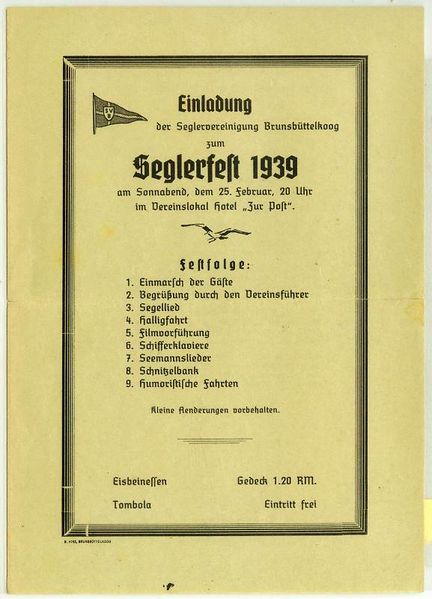 Einladung
der Seglervereinigung Brunsbüttelkoog
zum
Seglerfest 1939
am Sonnabend, dem 25. Februar, 20 Uhr
im Vereinslokal Hotel „Zur Post“.
Festfolge:
1. Einmarsch der Gäste
2. Begrüßung durch den Vereinsführer
3. Segellied
4. Halligfahrt
5. Filmvorführung
6. Schifferklaviere
7. Seemannslieder
8. Schnitzelbank
9. Humoristische Fahrten
Kleine Aenderungen vorbehalten.
Eisbeinessen Gedeck 1.20 RM.
Tombola Eintritt frei
BRUNSBÜTTELKOOG